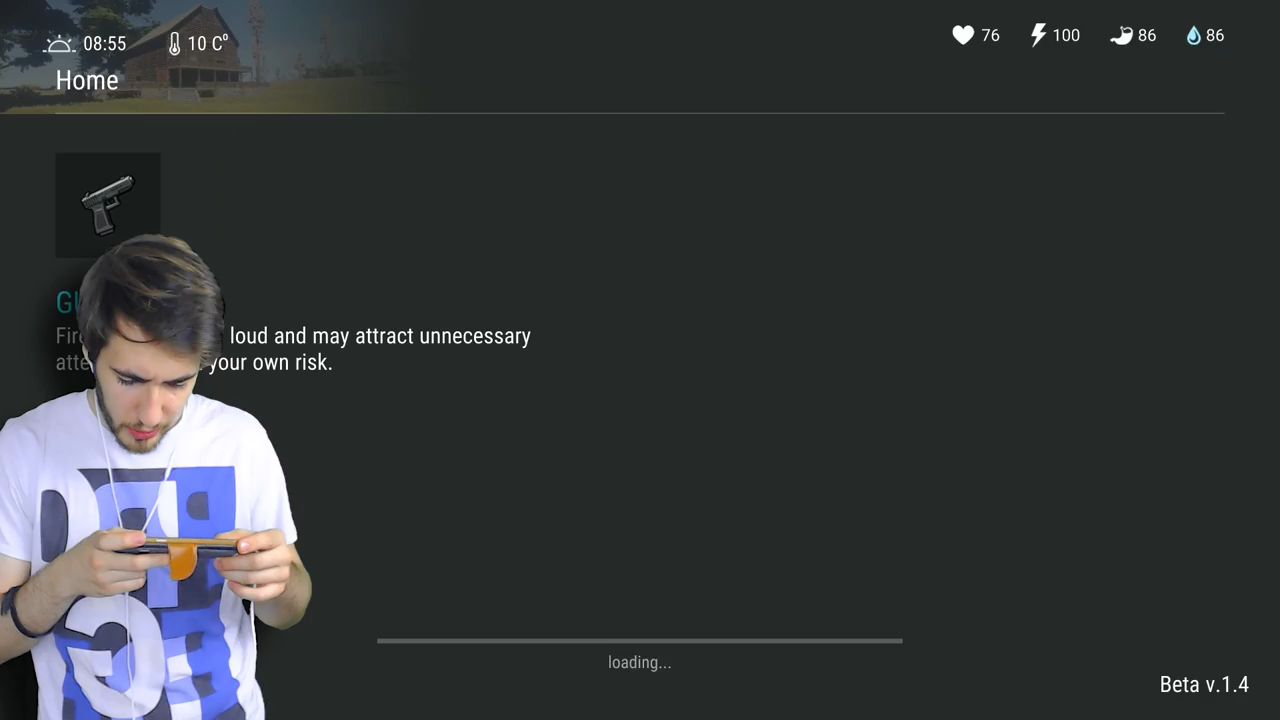 08:55 10 C°
76 100 86 86
Home
loud and may attract unnecessary
your own risk.
loading...
Beta v.1.4